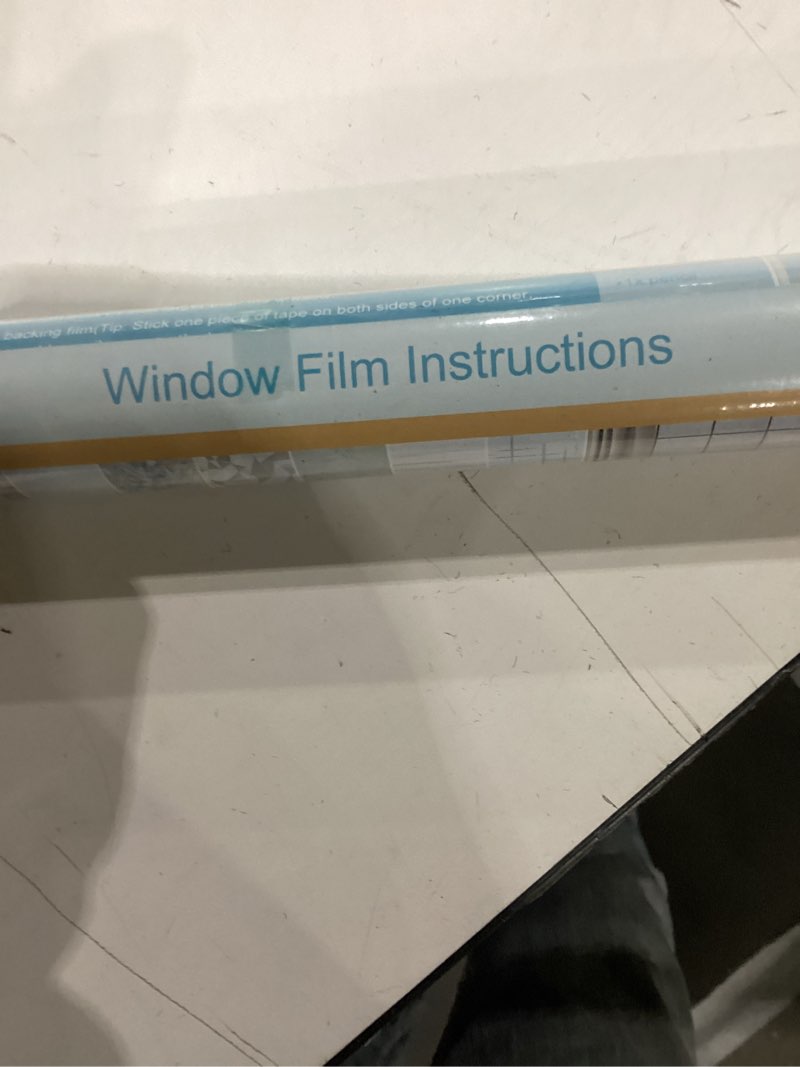 backing film(Tip: Stick one piece of tape on both sides of one corner,
Window Film Instructions